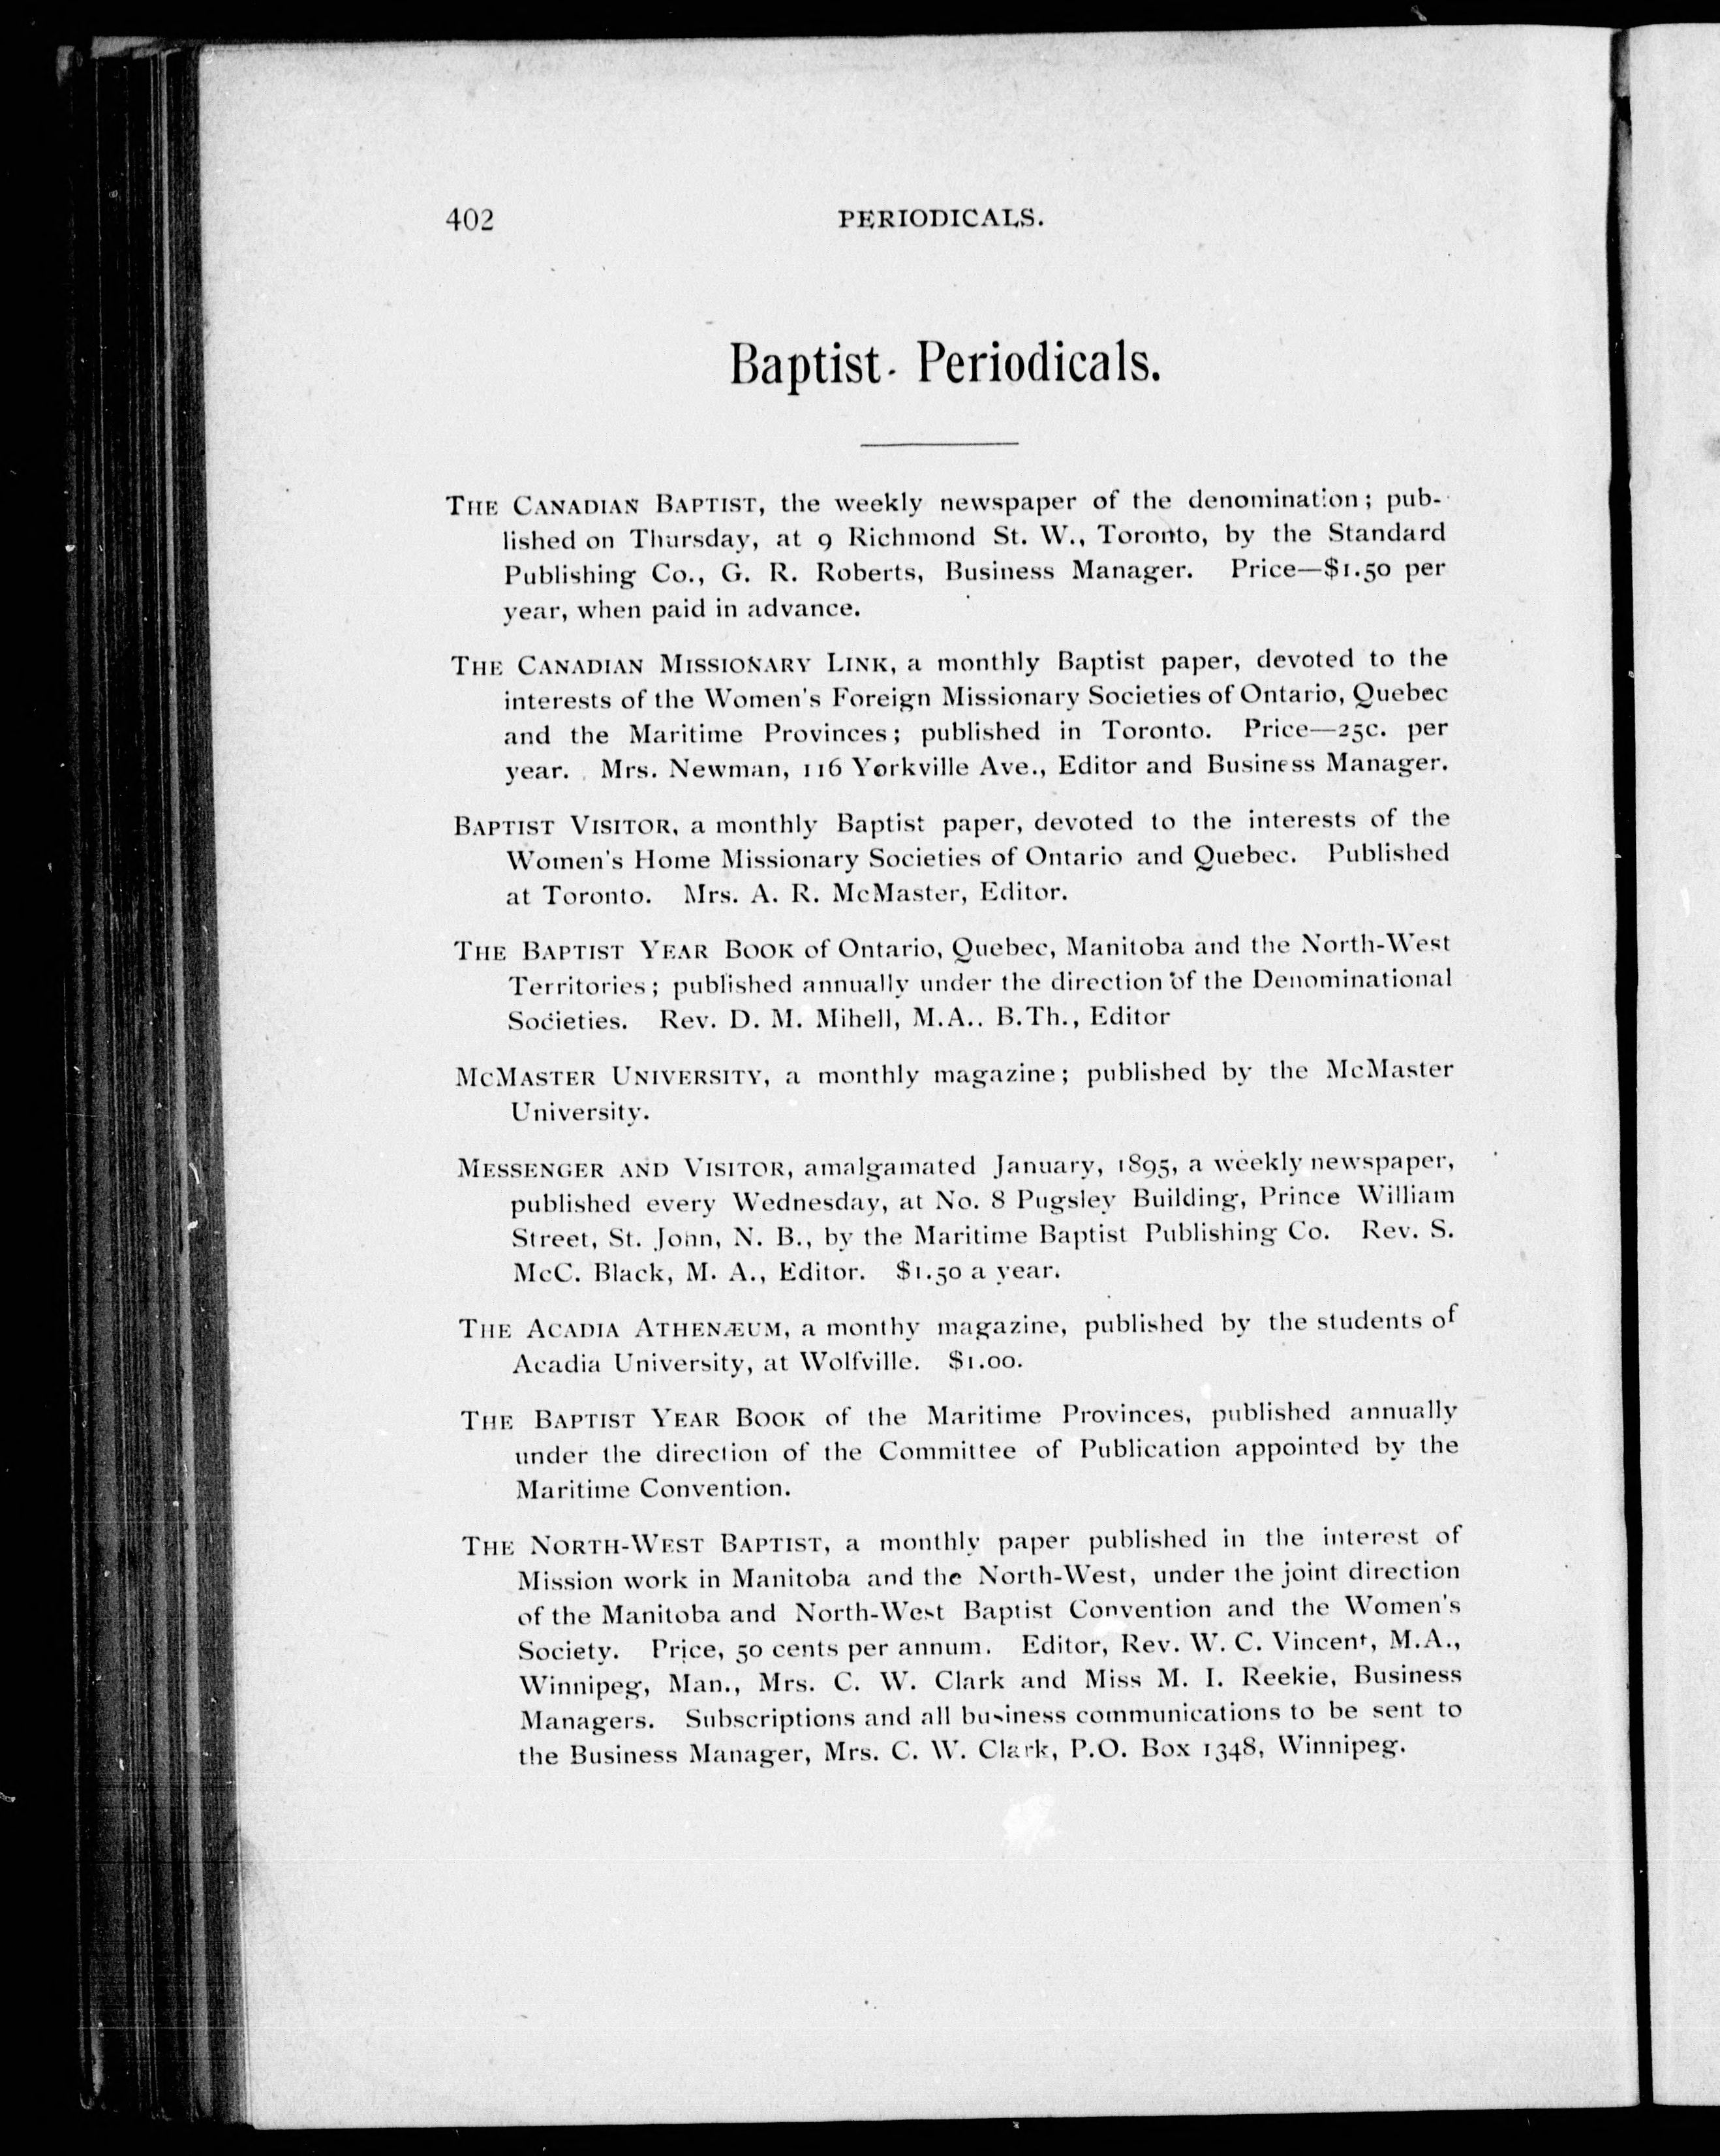 402 PERIODICALS.
Baptist Periodicals.
THE CANADIAN BAPTIST, the weekly newspaper of the denomination; pub-
lished on Thursday, at 9 Richmond St. W., Toronto, by the Standard
Publishing Co., G. R. Roberts, Business Manager. Price—$1.50 per
year, when paid in advance.
THE CANADIAN MISSIONARY LINK, a monthly Baptist paper, devoted to the
interests of the Women's Foreign Missionary Societies of Ontario, Quebec
and the Maritime Provinces; published in Toronto. Price—25c. per
year. Mrs. Newman, 116 Yorkville Ave., Editor and Business Manager.
BAPTIST VISITOR, a monthly Baptist paper, devoted to the interests of the
Women's Home Missionary Societies of Ontario and Quebec. Published
at Toronto. Mrs. A. R. McMaster, Editor.
THE BAPTIST YEAR BOOK of Ontario, Quebec, Manitoba and the North-West
Territories; published annually under the direction of the Denominational
Societies. Rev. D. M. Mihell, M.A.. B.Th., Editor
MCMASTER UNIVERSITY, a monthly magazine; published by the McMaster
University.
MESSENGER AND VISITOR, amalgamated January, 1895, a weekly newspaper,
published every Wednesday, at No. 8 Pugsley Building, Prince William
Street, St. John, N. B., by the Maritime Baptist Publishing Co. Rev. S.
McC. Black, M. A., Editor. $1.50 a year.
THE ACADIA ATHENÆUM, a monthy magazine, published by the students of
Acadia University, at Wolfville. $1.00.
THE BAPTIST YEAR BOOK of the Maritime Provinces, published annually
under the direction of the Committee of Publication appointed by the
Maritime Convention.
THE NORTH-WEST BAPTIST, a monthly paper published in the interest of
Mission work in Manitoba and the North-West, under the joint direction
of the Manitoba and North-West Baptist Convention and the Women's
Society. Price, 50 cents per annum. Editor, Rev. W. C. Vincent, M.A.,
Winnipeg, Man., Mrs. C. W. Clark and Miss M. I. Reekie, Business
Managers. Subscriptions and all business communications to be sent to
the Business Manager, Mrs. C. W. Clark, P.O. Box 1348, Winnipeg.